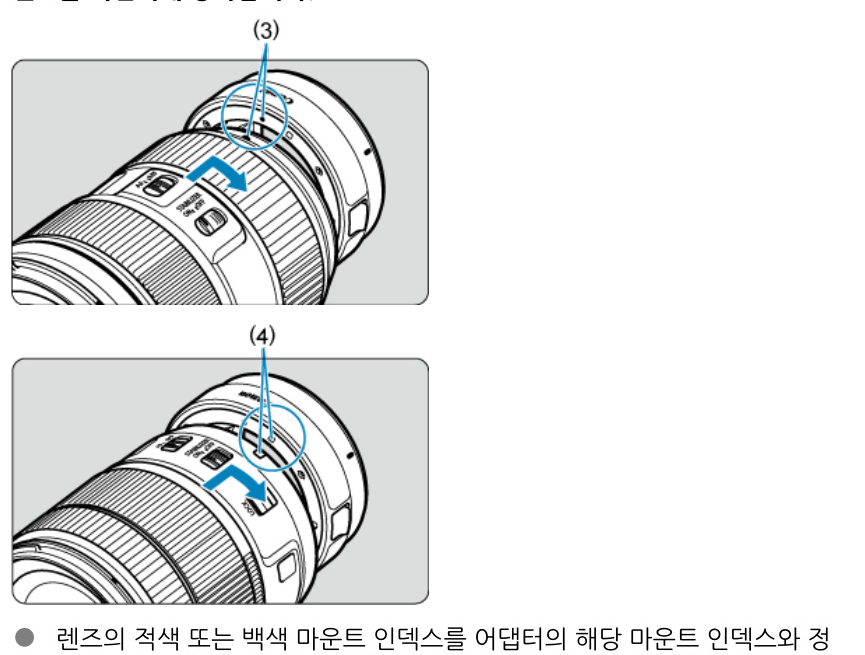 (3)
AF MF
STABILIZER
ON OFF
(4)
STABILIZER
ON OFF
LOCK
렌즈의 적색 또는 백색 마운트 인덱스를 어댑터의 해당 마운트 인덱스와 정